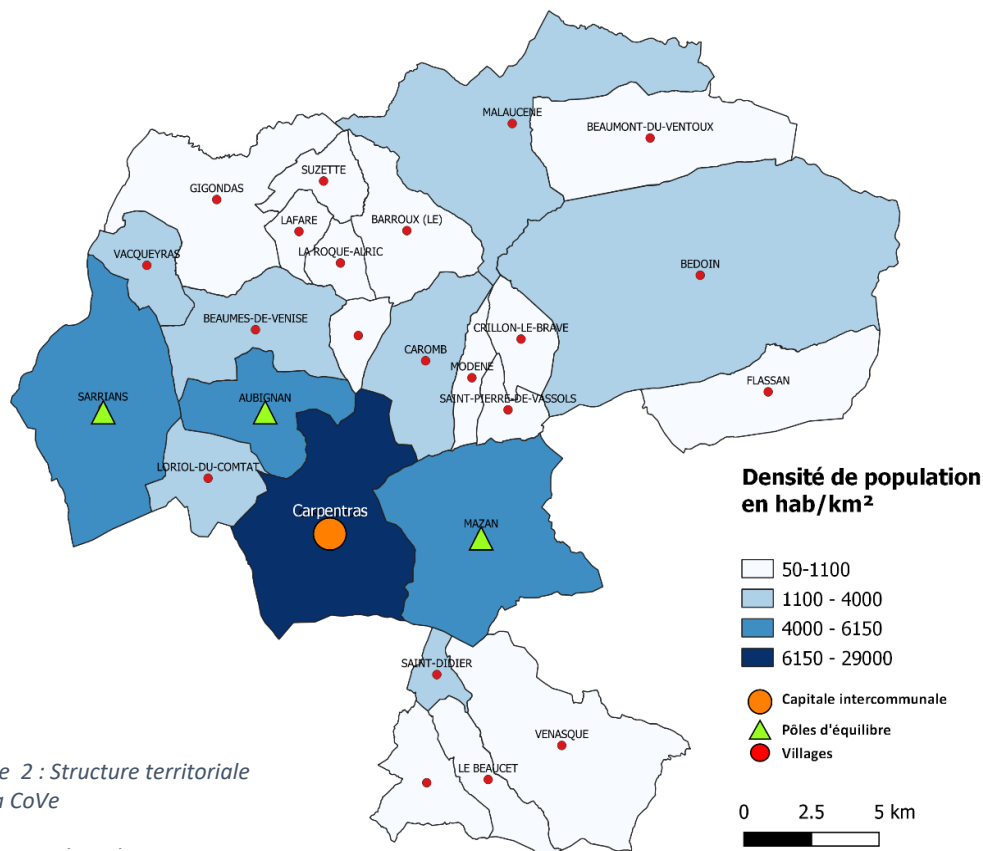 MALAUCENE
BEAUMONT-DU-VENTOUX
SUZETTE
GIGONDAS
LAFARE
BARROUX (LE)
LA ROQUE-ALRIC
VACQUEYRAS
BEDOIN
BEAUMES-DE-VENISE
CRILLON-LE-BRAVE
CAROMB
MODENE
FLASSAN
SARRIANS
AUBIGNAN
SAINT-PIERRE-DE-VASSOLS
LORIOL-DU-COMTAT
Carpentras
MAZAN
SAINT-DIDIER
VENASQUE
LE BEAUCET
Densité de population
en hab/km²
50-1100
1100 - 4000
4000 - 6150
6150 - 29000
Capitale intercommunale
Pôles d'équilibre
Villages
0 2.5 5 km
e 2 : Structure territoriale
a CoVe